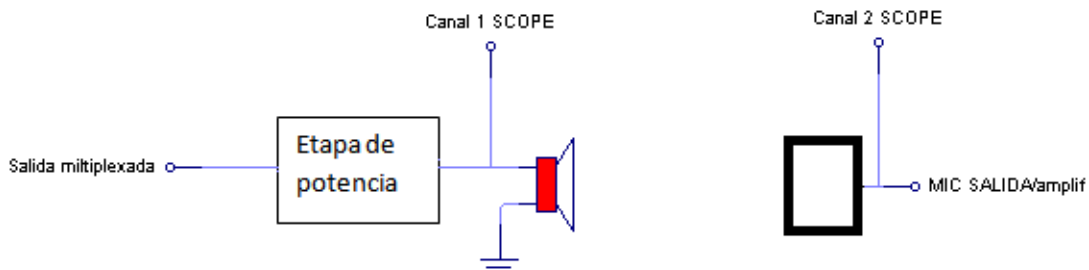 Canal 1 SCOPE
Canal 2 SCOPE
Salida miltiplexada
Etapa de
potencia
MIC SALIDA/amplif